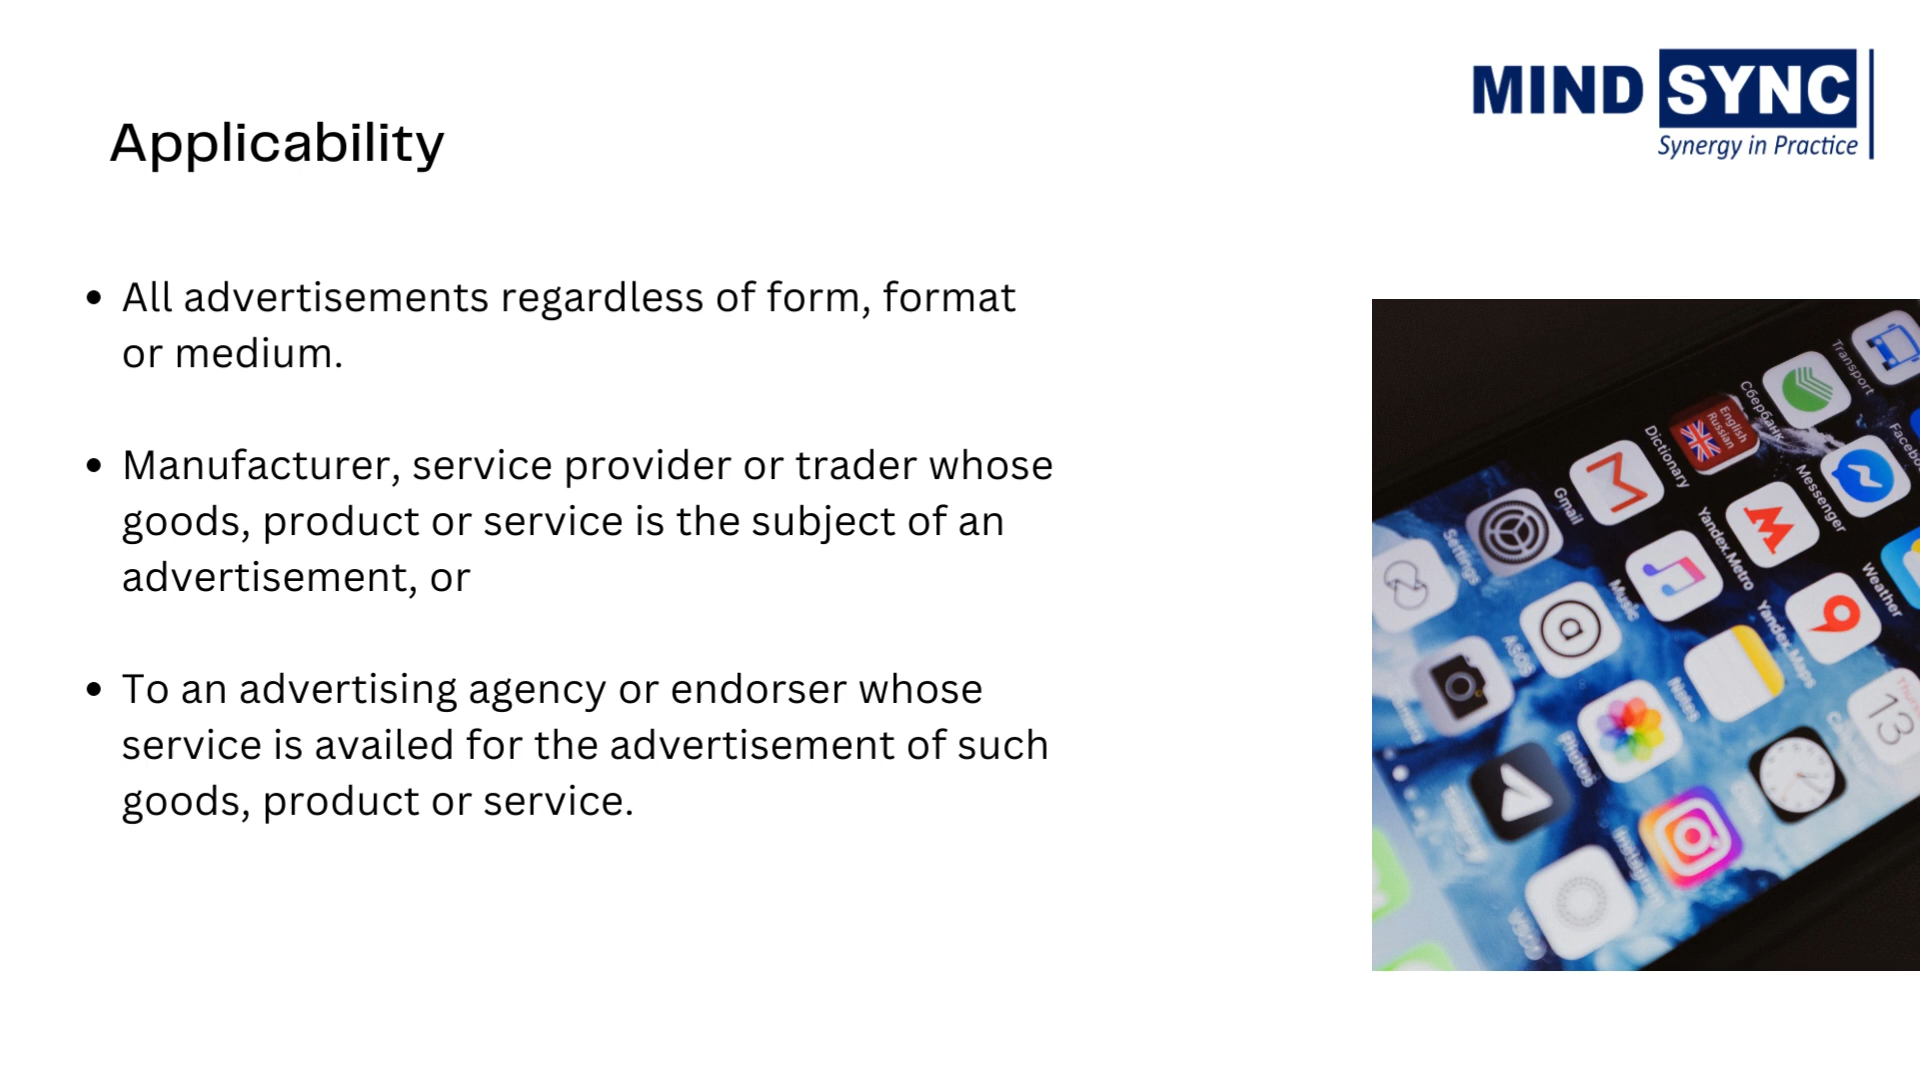 MIND SYNC
Synergy in Practice
Applicability
• All advertisements regardless of form, format
or medium.
• Manufacturer, service provider or trader whose
goods, product or service is the subject of an
advertisement, or
• To an advertising agency or endorser whose
service is availed for the advertisement of such
goods, product or service.
Transport
Сбербанк
English
Russian
Dictionary
Messenger
Gmail
Yandex.Metro
Weather
Settings
Music
Yandex.Maps
ASOS
Notes
13
Photos
Instagram
VSCO